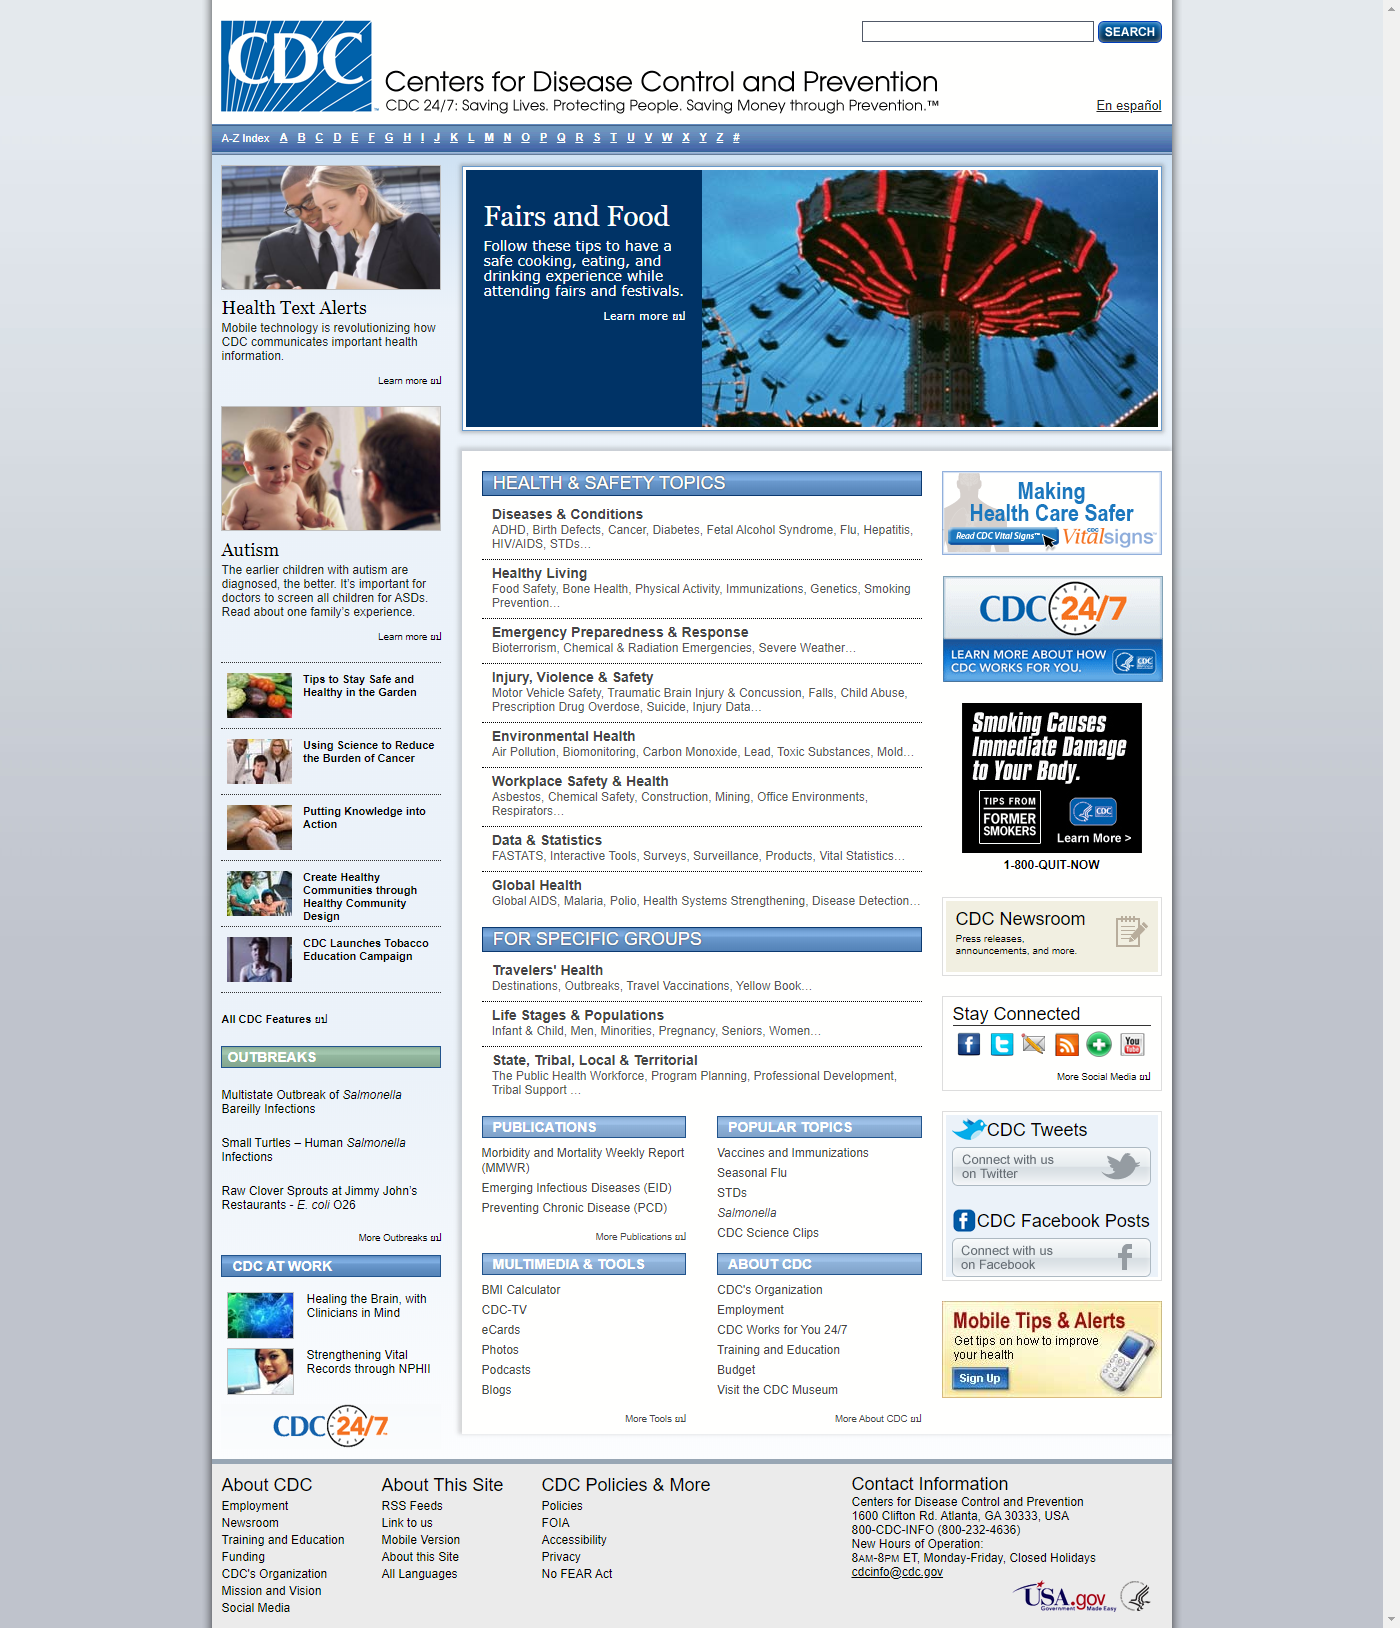 CDC
SEARCH
Centers for Disease Control and Prevention
CDC 24/7: Saving Lives. Protecting People. Saving Money through Prevention.™
En español
A-Z Index A B C D E F G H I J K L M N O P Q R S T U V W X Y Z #
Health Text Alerts
Mobile technology is revolutionizing how
CDC communicates important health
information.
Learn more
Autism
The earlier children with autism are
diagnosed, the better. It's important for
doctors to screen all children for ASDs.
Read about one family's experience.
Learn more
Tips to Stay Safe and
Healthy in the Garden
Using Science to Reduce
the Burden of Cancer
Putting Knowledge into
Action
Create Healthy
Communities through
Healthy Community
Design
CDC Launches Tobacco
Education Campaign
All CDC Features
OUTBREAKS
Multistate Outbreak of Salmonella
Bareilly Infections
Small Turtles – Human Salmonella
Infections
Raw Clover Sprouts at Jimmy John's
Restaurants - E. coli O26
More Outbreaks
CDC AT WORK
Healing the Brain, with
Clinicians in Mind
Strengthening Vital
Records through NPHII
CDC 24/7
Fairs and Food
Follow these tips to have a
safe cooking, eating, and
drinking experience while
attending fairs and festivals.
Learn more
HEALTH & SAFETY TOPICS
Diseases & Conditions
ADHD, Birth Defects, Cancer, Diabetes, Fetal Alcohol Syndrome, Flu, Hepatitis,
HIV/AIDS, STDs…
Healthy Living
Food Safety, Bone Health, Physical Activity, Immunizations, Genetics, Smoking
Prevention…
Emergency Preparedness & Response
Bioterrorism, Chemical & Radiation Emergencies, Severe Weather…
Injury, Violence & Safety
Motor Vehicle Safety, Traumatic Brain Injury & Concussion, Falls, Child Abuse,
Prescription Drug Overdose, Suicide, Injury Data…
Environmental Health
Air Pollution, Biomonitoring, Carbon Monoxide, Lead, Toxic Substances, Mold…
Workplace Safety & Health
Asbestos, Chemical Safety, Construction, Mining, Office Environments,
Respirators…
Data & Statistics
FASTATS, Interactive Tools, Surveys, Surveillance, Products, Vital Statistics…
Global Health
Global AIDS, Malaria, Polio, Health Systems Strengthening, Disease Detection…
FOR SPECIFIC GROUPS
Travelers' Health
Destinations, Outbreaks, Travel Vaccinations, Yellow Book…
Life Stages & Populations
Infant & Child, Men, Minorities, Pregnancy, Seniors, Women…
State, Tribal, Local & Territorial
The Public Health Workforce, Program Planning, Professional Development,
Tribal Support …
PUBLICATIONS
Morbidity and Mortality Weekly Report
(MMWR)
Emerging Infectious Diseases (EID)
Preventing Chronic Disease (PCD)
More Publications
POPULAR TOPICS
Vaccines and Immunizations
Seasonal Flu
STDs
Salmonella
CDC Science Clips
MULTIMEDIA & TOOLS
BMI Calculator
CDC-TV
eCards
Photos
Podcasts
Blogs
More Tools
ABOUT CDC
CDC's Organization
Employment
CDC Works for You 24/7
Training and Education
Budget
Visit the CDC Museum
More About CDC
Making
Health Care Safer
Read CDC Vital Signs™
CDC
Vitalsigns
CDC 24/7
LEARN MORE ABOUT HOW
CDC WORKS FOR YOU.
CDC
Smoking Causes
Immediate Damage
to Your Body.
TIPS FROM
FORMER
SMOKERS
CDC
Learn More >
1-800-QUIT-NOW
CDC Newsroom
Press releases,
announcements, and more.
Stay Connected
You
Tube
More Social Media
CDC Tweets
Connect with us
on Twitter
CDC Facebook Posts
Connect with us
on Facebook
Mobile Tips & Alerts
Get tips on how to improve
your health
Sign Up
About CDC
Employment
Newsroom
Training and Education
Funding
CDC's Organization
Mission and Vision
Social Media
About This Site
RSS Feeds
Link to us
Mobile Version
About this Site
All Languages
CDC Policies & More
Policies
FOIA
Accessibility
Privacy
No FEAR Act
Contact Information
Centers for Disease Control and Prevention
1600 Clifton Rd. Atlanta, GA 30333, USA
800-CDC-INFO (800-232-4636)
New Hours of Operation:
8AM-8PM ET, Monday-Friday, Closed Holidays
cdcinfo@cdc.gov
USA.gov
Government Made Easy